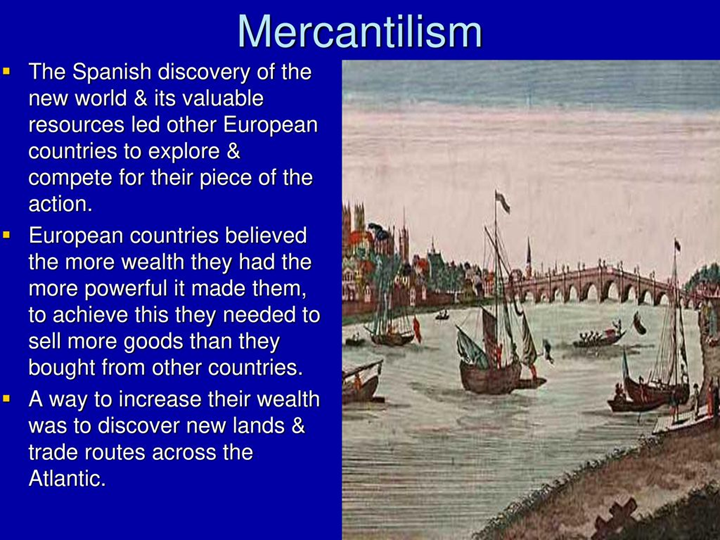 Mercantilism
The Spanish discovery of the
new world & its valuable
resources led other European
countries to explore &
compete for their piece of the
action.
European countries believed
the more wealth they had the
more powerful it made them,
to achieve this they needed to
sell more goods than they
bought from other countries.
A way to increase their wealth
was to discover new lands &
trade routes across the
Atlantic.